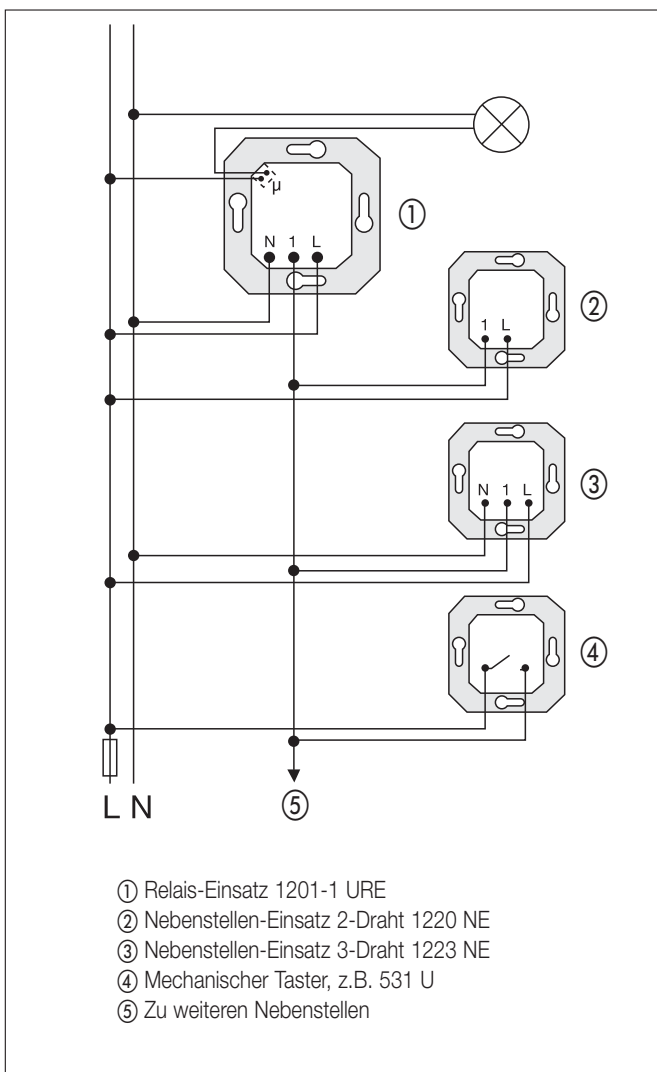 µ
N 1 L
①
1 L
②
N 1 L
③
④
L N
⑤
① Relais-Einsatz 1201-1 URE
② Nebenstellen-Einsatz 2-Draht 1220 NE
③ Nebenstellen-Einsatz 3-Draht 1223 NE
④ Mechanischer Taster, z.B. 531 U
⑤ Zu weiteren Nebenstellen